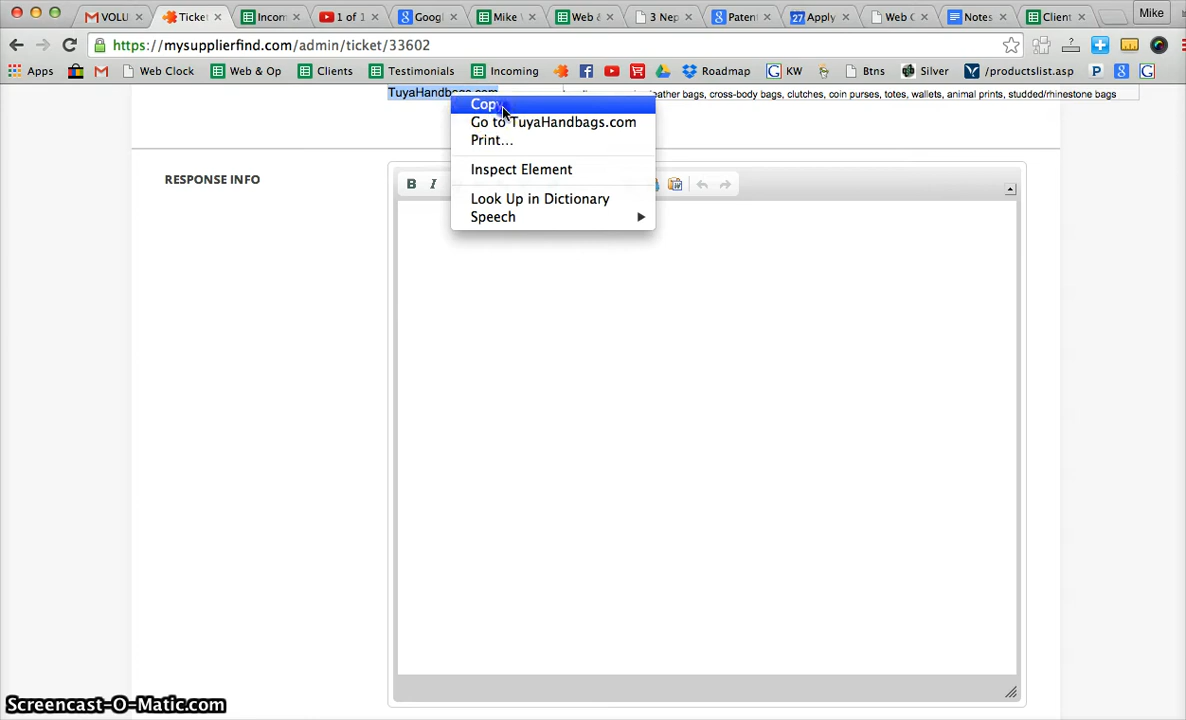 VOLU Ticket Incom 1 of 1 Googl Mike Web & 3 Nep Paten 27 Apply Web C Notes Client Mike
https://mysupplierfind.com/admin/ticket/33602
Apps Web Clock Web & Op Clients Testimonials Incoming Roadmap KW Btns Silver /productslist.asp
TuyaHandbags.com eather bags, cross-body bags, clutches, coin purses, totes, wallets, animal prints, studded/rhinestone bags
Copy
Go to TuyaHandbags.com
Print...
Inspect Element
RESPONSE INFO B I
Look Up in Dictionary
Speech
Screencast-O-Matic.com